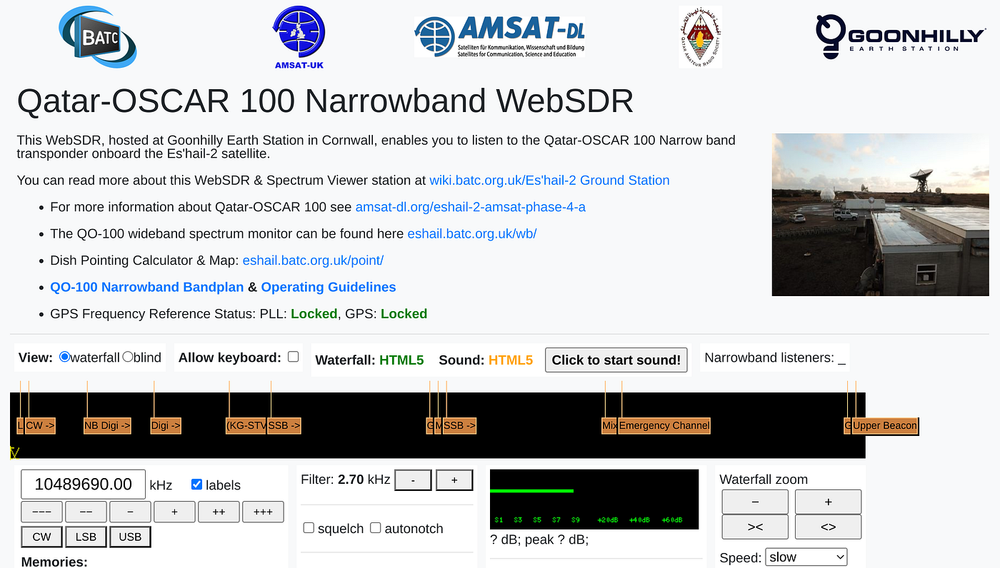 BATC
AMSAT-UK
AMSAT-DL
Satelliten für Kommunikation, Wissenschaft und Bildung
Satellites for Communication, Science and Education
Q.A.R.S
QATAR AMATEUR RADIO SOCIETY
GOONHILLY
EARTH STATION
Qatar-OSCAR 100 Narrowband WebSDR
This WebSDR, hosted at Goonhilly Earth Station in Cornwall, enables you to listen to the Qatar-OSCAR 100 Narrow band
transponder onboard the Es'hail-2 satellite.
You can read more about this WebSDR & Spectrum Viewer station at wiki.batc.org.uk/Es'hail-2 Ground Station
• For more information about Qatar-OSCAR 100 see amsat-dl.org/eshail-2-amsat-phase-4-a
• The QO-100 wideband spectrum monitor can be found here eshail.batc.org.uk/wb/
• Dish Pointing Calculator & Map: eshail.batc.org.uk/point/
• QO-100 Narrowband Bandplan & Operating Guidelines
• GPS Frequency Reference Status: PLL: Locked, GPS: Locked
View: waterfall blind Allow keyboard: Waterfall: HTML5 Sound: HTML5 Click to start sound! Narrowband listeners: _
L CW -> NB Digi -> Digi -> (KG-STV SSB -> G M SSB -> Mix Emergency Channel G Upper Beacon
10489690.00 kHz labels
--- -- - + ++ +++
CW LSB USB
Memories:
Filter: 2.70 kHz - +
squelch autonotch
S1 S3 S5 S7 S9 +20dB +40dB +60dB
? dB; peak ? dB;
Waterfall zoom
− +
>< <>
Speed: slow